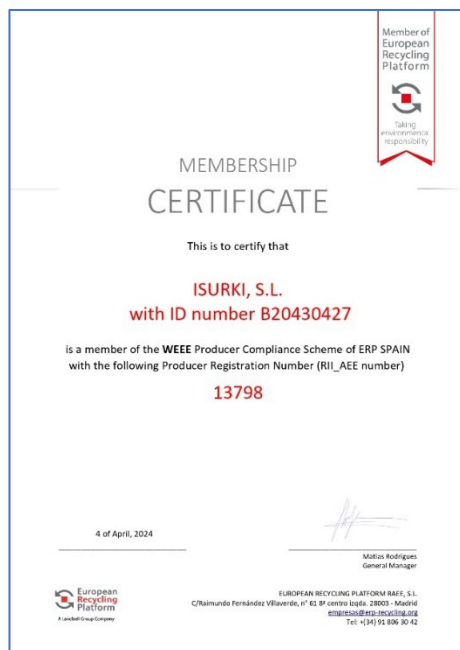 Member of
European
Recycling
Platform
Taking
environmental
responsibility
MEMBERSHIP
CERTIFICATE
This is to certify that
ISURKI, S.L.
with ID number B20430427
is a member of the WEEE Producer Compliance Scheme of ERP SPAIN
with the following Producer Registration Number (RII_AEE number)
13798
4 of April, 2024
Matias Rodrigues
General Manager
European
Recycling
Platform
A Landbell Group Company
EUROPEAN RECYCLING PLATFORM RAEE, S.L.
C/Raimundo Fernández Villaverde, nº 61 8º centro izqda. 28003 - Madrid
empresas@erp-recycling.org
Tel: +(34) 91 806 30 42